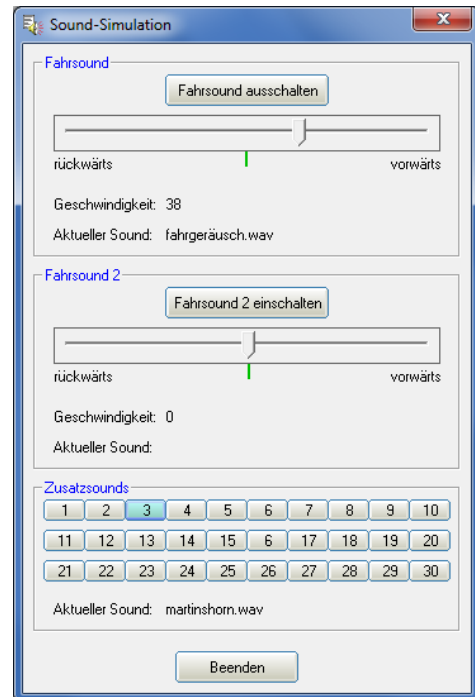 Sound-Simulation
Fahrsound
Fahrsound ausschalten
rückwärts vorwärts
Geschwindigkeit: 38
Aktueller Sound: fahrgeräusch.wav
Fahrsound 2
Fahrsound 2 einschalten
rückwärts vorwärts
Geschwindigkeit: 0
Aktueller Sound:
Zusatzsounds
1 2 3 4 5 6 7 8 9 10
11 12 13 14 15 6 17 18 19 20
21 22 23 24 25 26 27 28 29 30
Aktueller Sound: martinshorn.wav
Beenden